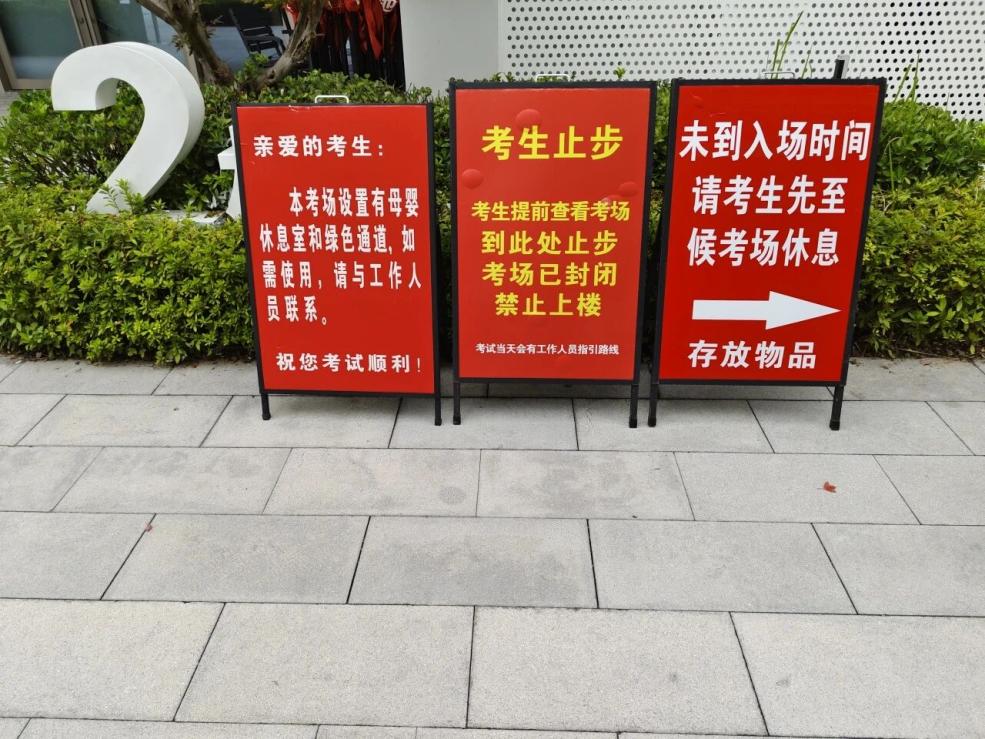 2
亲爱的考生：
本考场设置有母婴
休息室和绿色通道,如
需使用，请与工作人
员联系。
祝您考试顺利！
考生止步
考生提前查看考场
到此处止步
考场已封闭
禁止上楼
考试当天会有工作人员指引路线
未到入场时间
请考生先至
候考场休息
存放物品